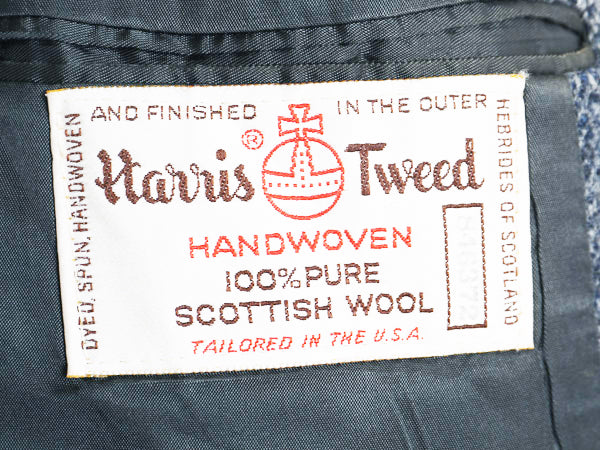 DYED, SPUN, HANDWOVEN
AND FINISHED IN THE OUTER
HEBRIDES OF SCOTLAND
Harris® Tweed
HANDWOVEN
100% PURE
SCOTTISH WOOL
TAILORED IN THE U.S.A.